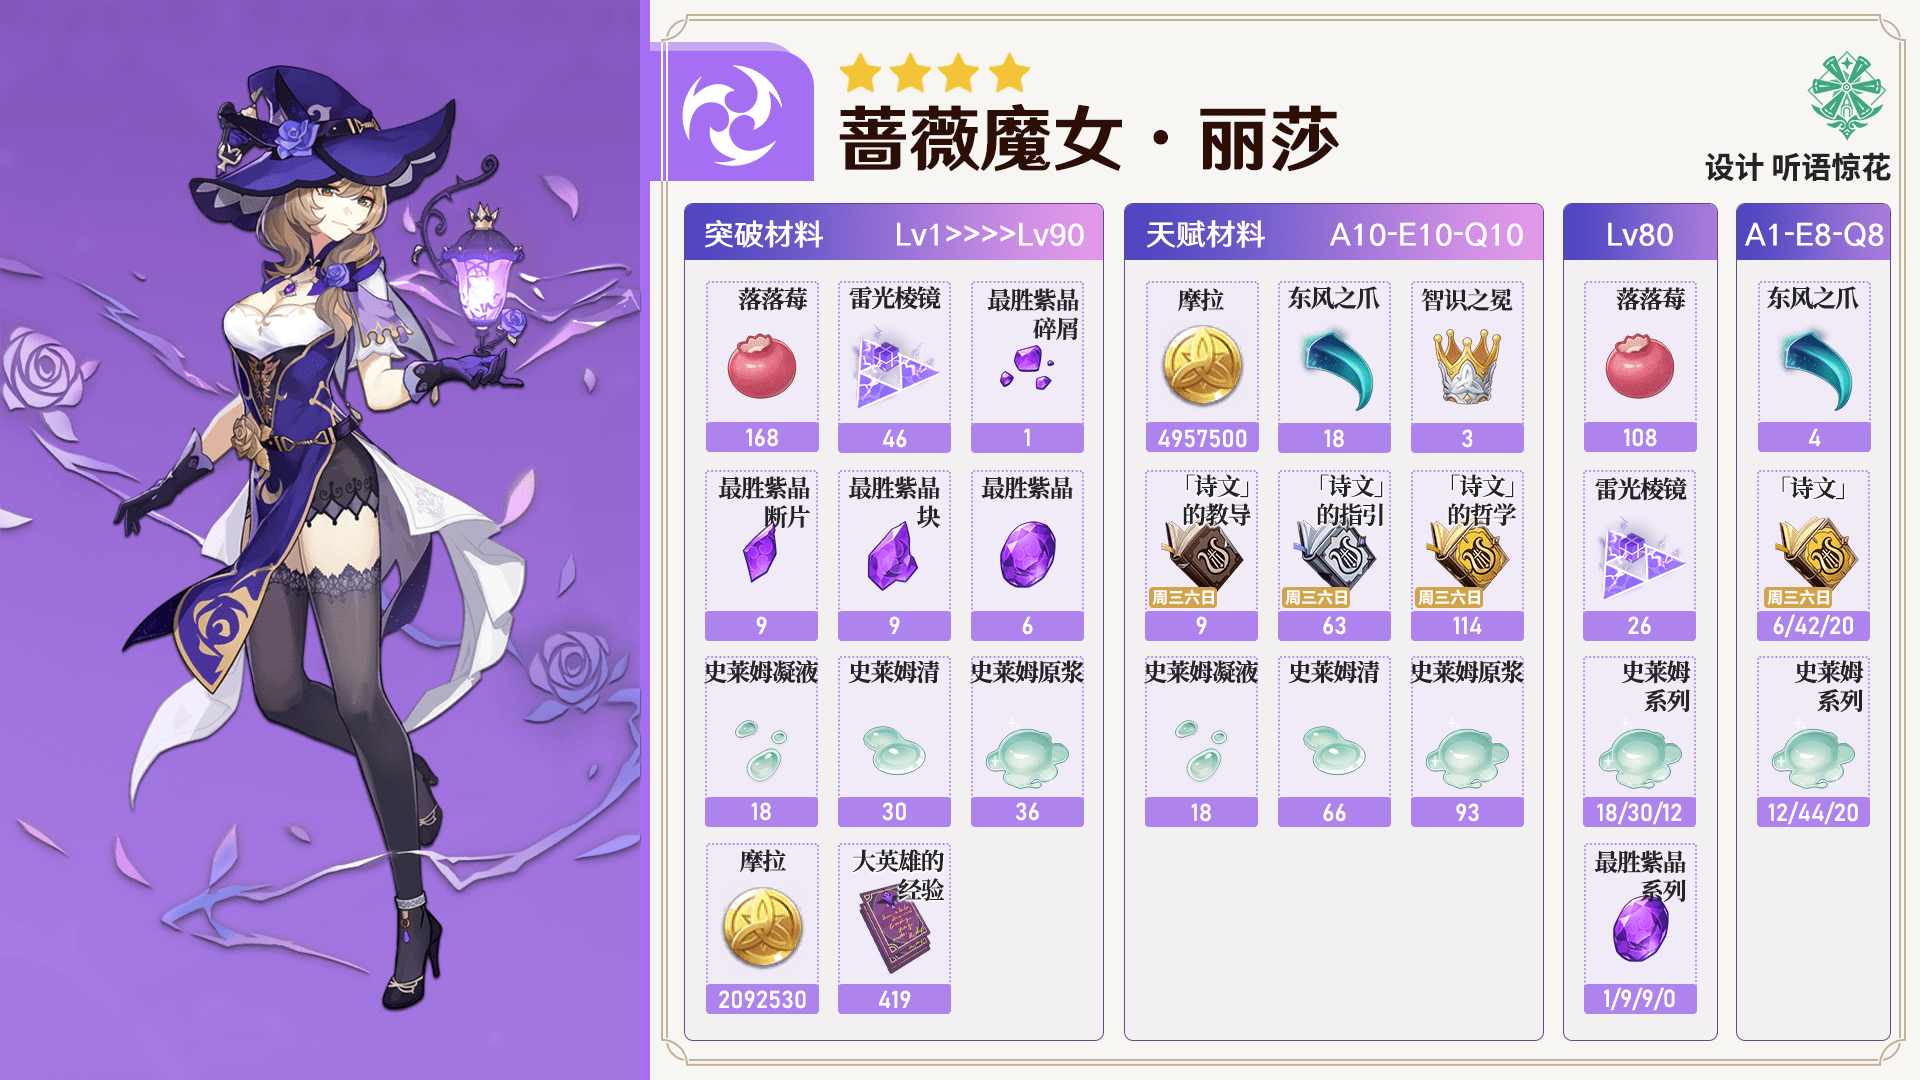 蔷薇魔女·丽莎
设计 听语惊花
突破材料 Lv1>>>>Lv90
落落莓
168
雷光棱镜
46
最胜紫晶
碎屑
1
最胜紫晶
断片
9
最胜紫晶
块
9
最胜紫晶
6
史莱姆凝液
18
史莱姆清
30
史莱姆原浆
36
摩拉
2092530
大英雄的
经验
419
天赋材料 A10-E10-Q10
摩拉
4957500
东风之爪
18
智识之冕
3
「诗文」
的教导
周三六日
9
「诗文」
的指引
周三六日
63
「诗文」
的哲学
周三六日
114
史莱姆凝液
18
史莱姆清
66
史莱姆原浆
93
Lv80
落落莓
108
雷光棱镜
26
史莱姆
系列
18/30/12
最胜紫晶
系列
1/9/9/0
A1-E8-Q8
东风之爪
4
「诗文」
周三六日
6/42/20
史莱姆
系列
12/44/20